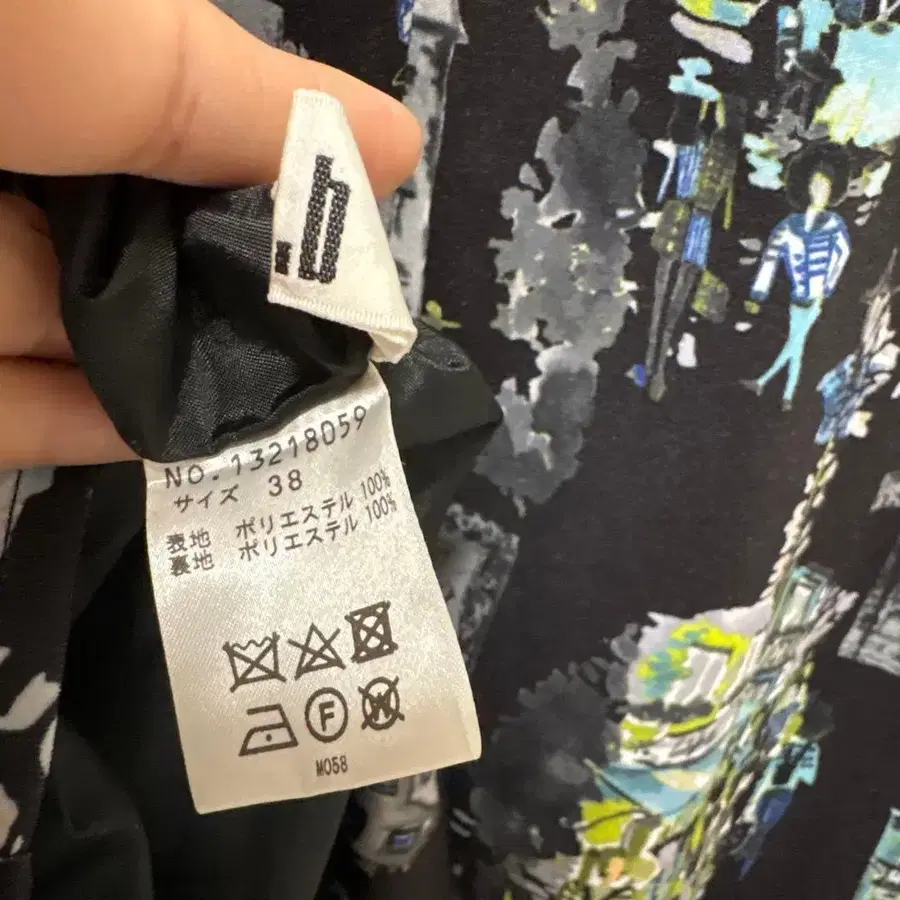 .b
NO.13218059
サイズ 38
表地 ポリエステル 100%
裏地 ポリエステル 100%
F
W
M058